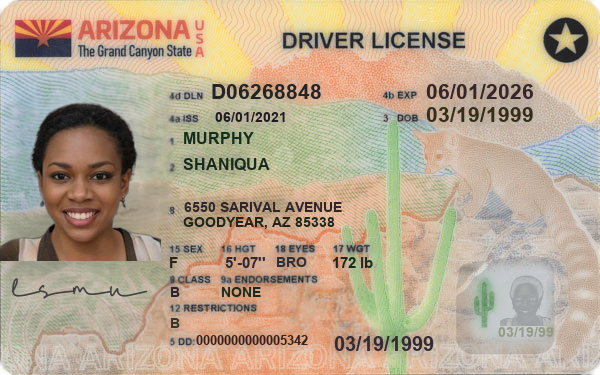 ARIZONA USA
The Grand Canyon State
DRIVER LICENSE
4d DLN D06268848 4b EXP 06/01/2026
4a ISS 06/01/2021 3 DOB 03/19/1999
1 MURPHY
2 SHANIQUA
8 6550 SARIVAL AVENUE
GOODYEAR, AZ 85338
15 SEX 16 HGT 18 EYES 17 WGT
F 5'-07" BRO 172 lb
9 CLASS 9a ENDORSEMENTS
B NONE
12 RESTRICTIONS
B
5 DD: 0000000000005342 03/19/1999
03/19/99
ARIZONA ARIZONA ARIZONA ARIZONA